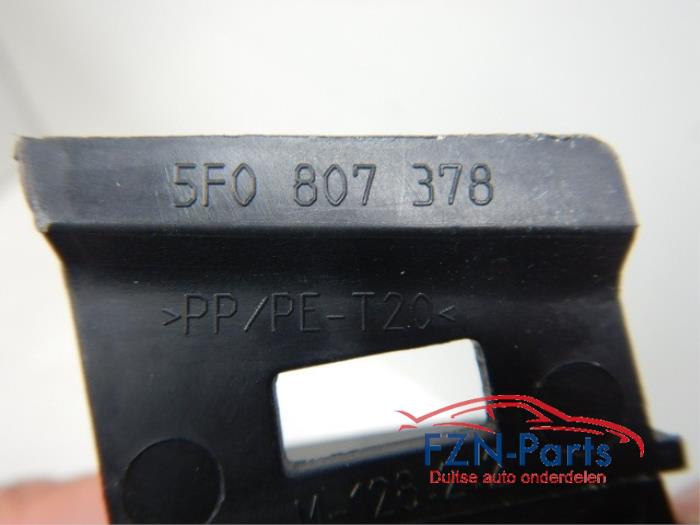 5F0 807 378
>PP/PE-T20<
FZN-Parts
Duitse auto onderdelen